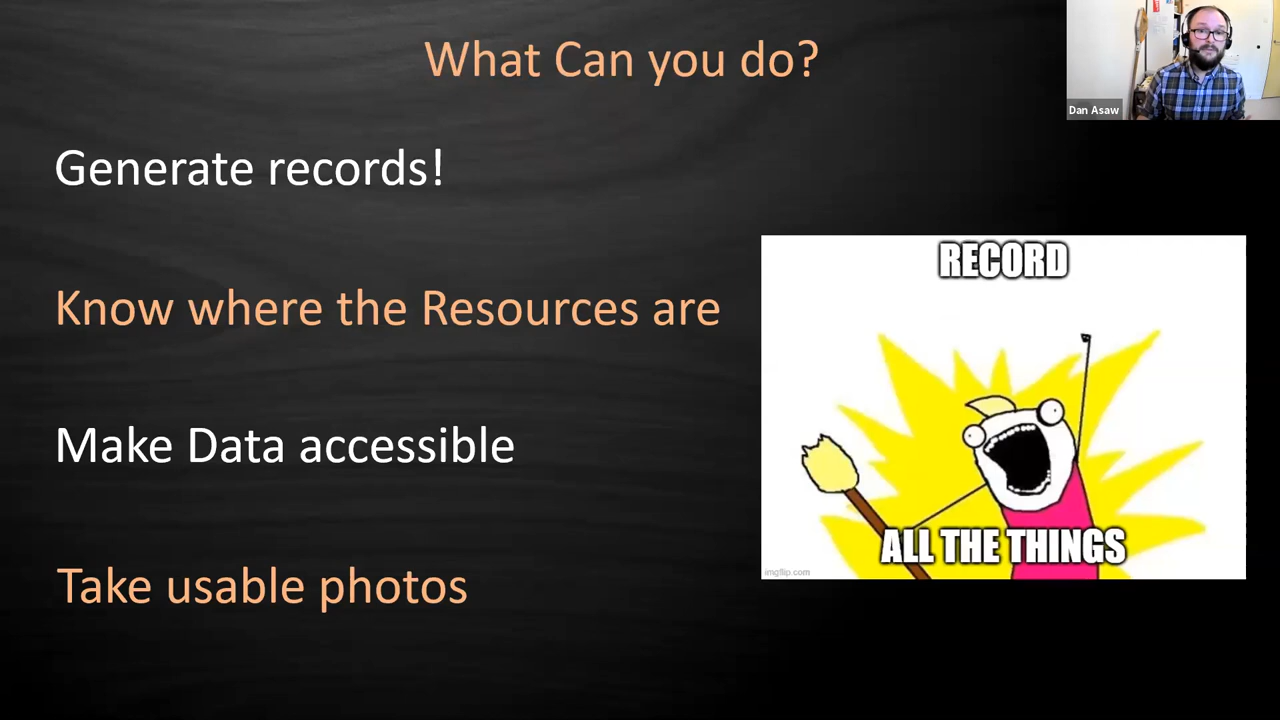 What Can you do?
Dan Asaw
Generate records!
RECORD
Know where the Resources are
Make Data accessible
ALL THE THINGS
imgflip.com
Take usable photos